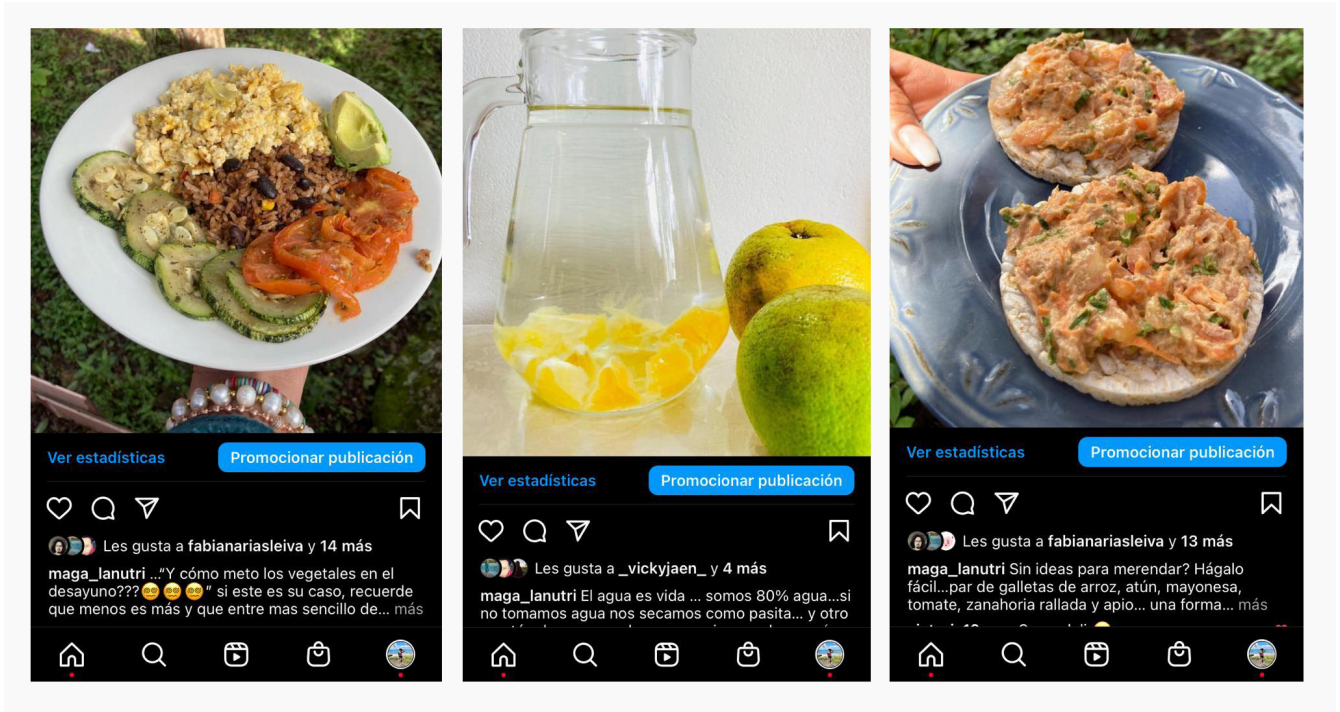 Ver estadísticas
Promocionar publicación
Les gusta a fabianariasleiva y 14 más
maga_lanutri ...“Y cómo meto los vegetales en el
desayuno???😵‍💫😵‍💫😵‍💫” si este es su caso, recuerde
que menos es más y que entre mas sencillo de... más
Ver estadísticas
Promocionar publicación
Les gusta a _vickyjaen_ y 4 más
maga_lanutri El agua es vida ... somos 80% agua...si
no tomamos agua nos secamos como pasita... y otro
Ver estadísticas
Promocionar publicación
Les gusta a fabianariasleiva y 13 más
maga_lanutri Sin ideas para merendar? Hágalo
fácil...par de galletas de arroz, atún, mayonesa,
tomate, zanahoria rallada y apio... una forma... más